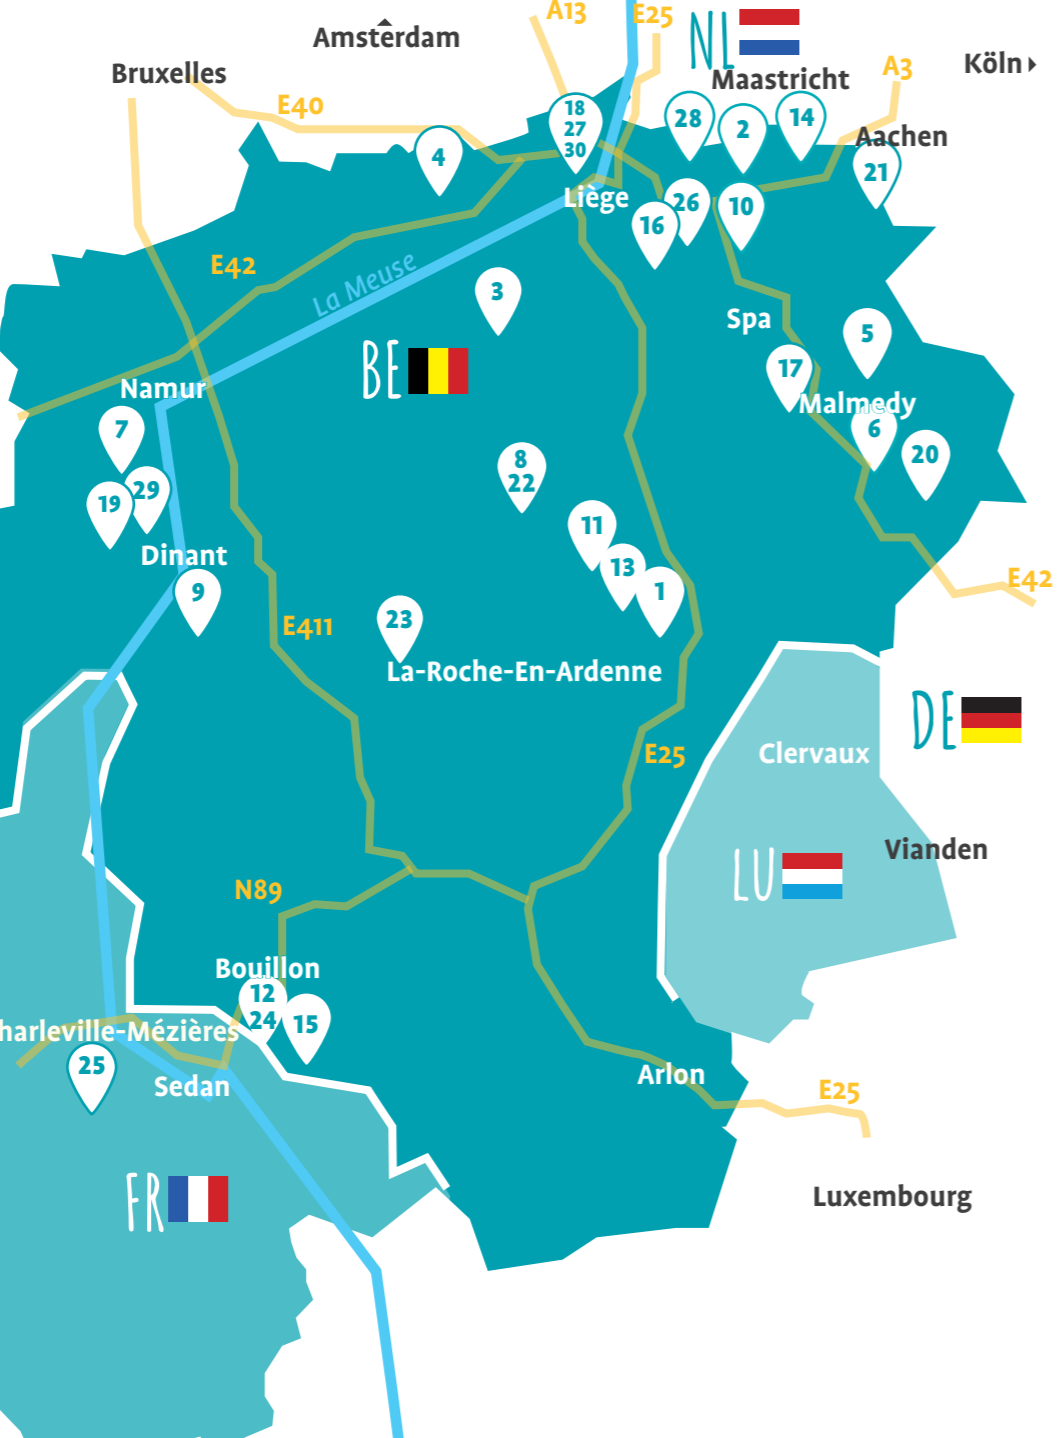 A13
E25
NL
Amsterdam
Bruxelles
Maastricht
A3
Köln
E40
18
27
30
28
2
14
Aachen
4
21
Liège
26
10
16
E42
La Meuse
3
Spa
5
BE
17
Namur
Malmedy
7
6
20
8
22
29
19
11
Dinant
13
E42
9
1
23
E411
La-Roche-En-Ardenne
DE
E25
Clervaux
Vianden
LU
N89
Bouillon
12
24
15
harleville-Mézières
25
Sedan
Arlon
E25
FR
Luxembourg